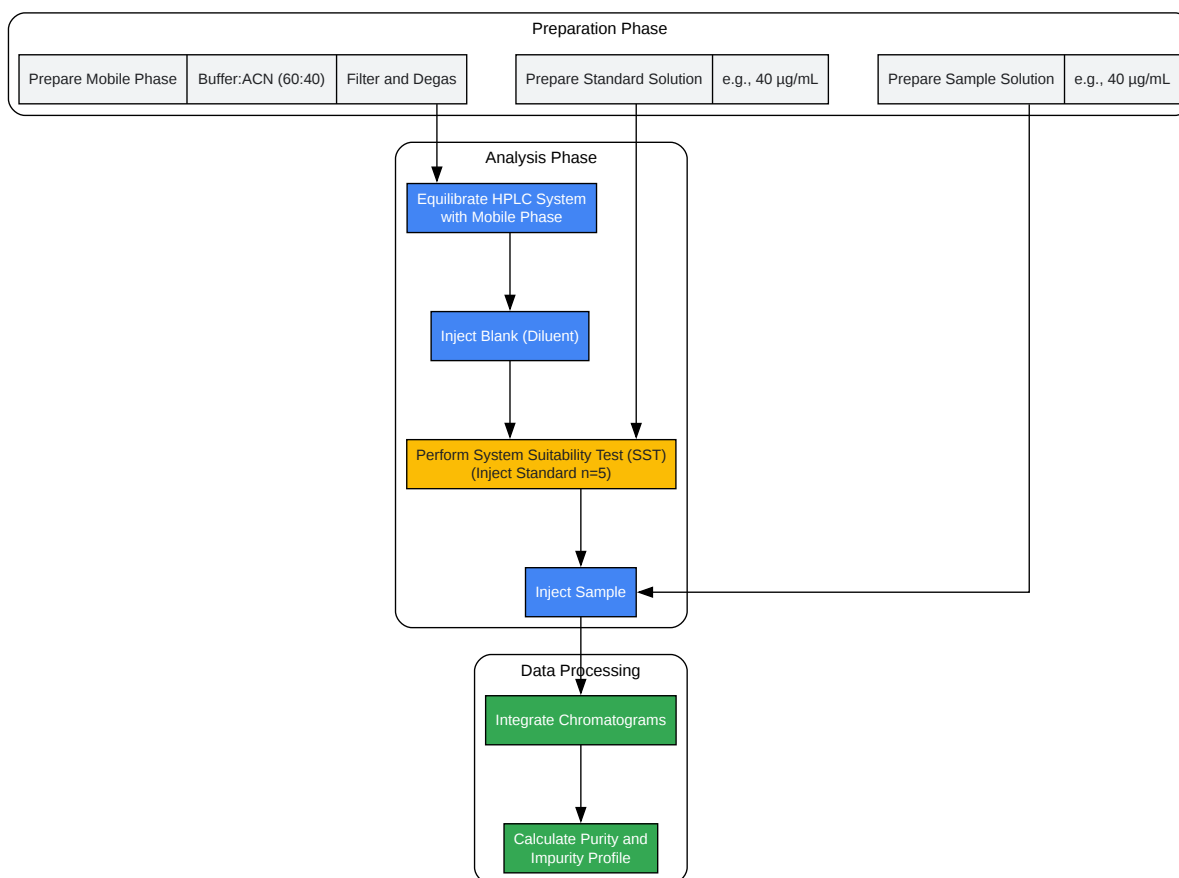 Preparation Phase
Prepare Mobile Phase
Buffer:ACN (60:40)
Filter and Degas
Prepare Standard Solution
e.g., 40 µg/mL
Prepare Sample Solution
e.g., 40 µg/mL
Analysis Phase
Equilibrate HPLC System
with Mobile Phase
Inject Blank (Diluent)
Perform System Suitability Test (SST)
(Inject Standard n=5)
Inject Sample
Data Processing
Integrate Chromatograms
Calculate Purity and
Impurity Profile